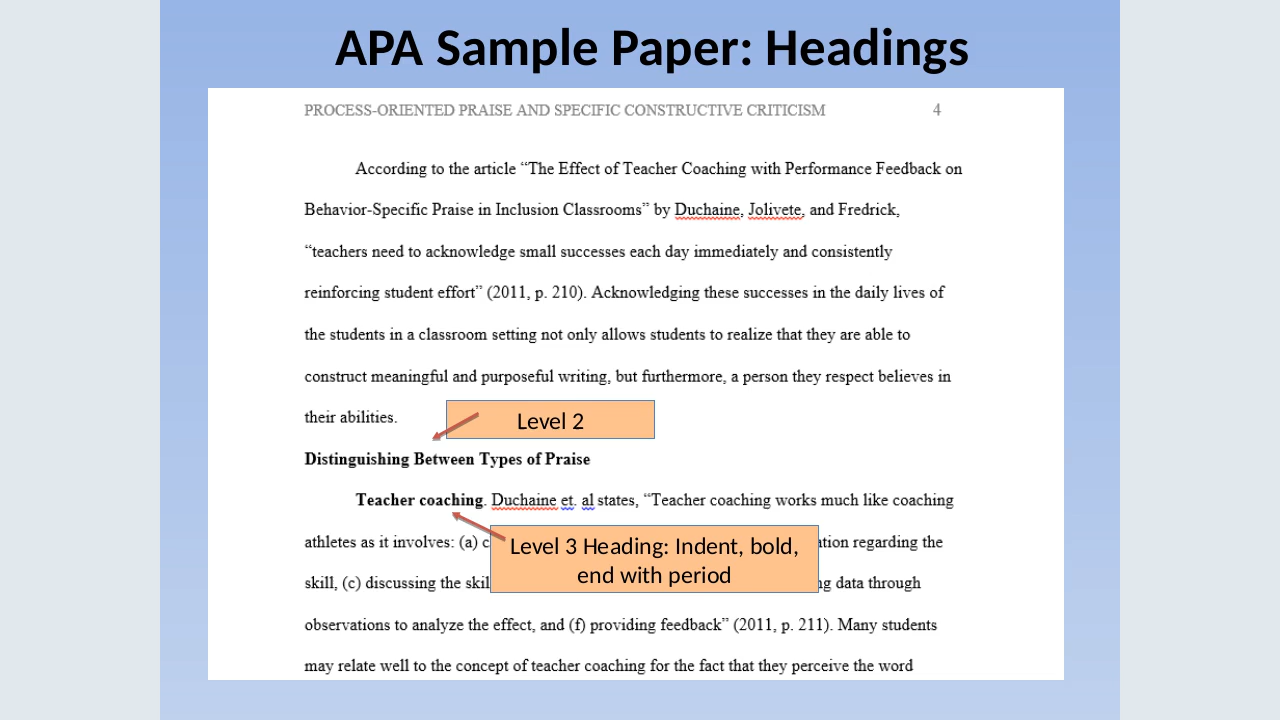 APA Sample Paper: Headings
PROCESS-ORIENTED PRAISE AND SPECIFIC CONSTRUCTIVE CRITICISM 4
According to the article “The Effect of Teacher Coaching with Performance Feedback on
Behavior-Specific Praise in Inclusion Classrooms” by Duchaine, Jolivete, and Fredrick,
“teachers need to acknowledge small successes each day immediately and consistently
reinforcing student effort” (2011, p. 210). Acknowledging these successes in the daily lives of
the students in a classroom setting not only allows students to realize that they are able to
construct meaningful and purposeful writing, but furthermore, a person they respect believes in
their abilities.
Level 2
Distinguishing Between Types of Praise
Teacher coaching. Duchaine et. al states, “Teacher coaching works much like coaching
athletes as it involves: (a) regarding the
Level 3 Heading: Indent, bold,
end with period
skill, (c) discussing the data through
observations to analyze the effect, and (f) providing feedback” (2011, p. 211). Many students
may relate well to the concept of teacher coaching for the fact that they perceive the word